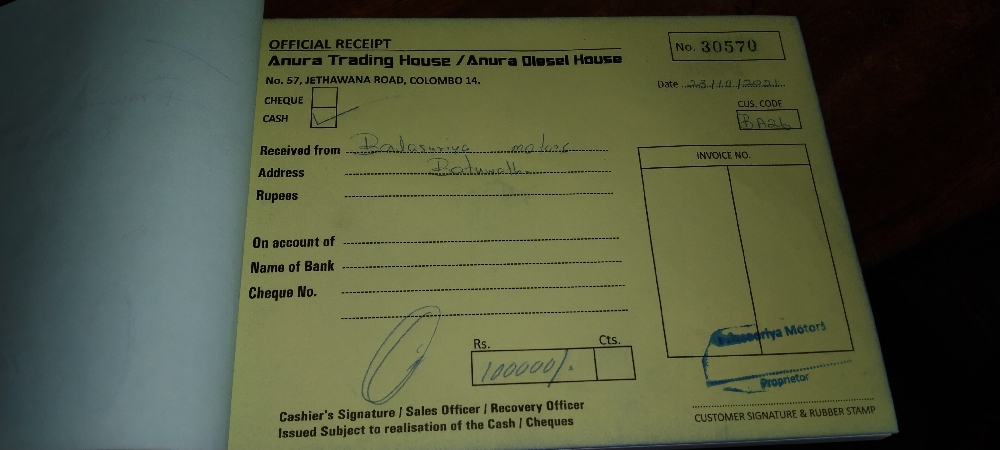 OFFICIAL RECEIPT
No. 30570
Anura Trading House / Anura Diesel House
No. 57, JETHAWANA ROAD, COLOMBO 14.
Date 23/10/2021
CHEQUE
CUS. CODE
CASH
BA26
Received from Balasuriya motors
INVOICE NO.
Address
Rupees
On account of
Name of Bank
Cheque No.
Rs. Cts.
100000/.
Motors
Proprietor
Cashier's Signature / Sales Officer / Recovery Officer
CUSTOMER SIGNATURE & RUBBER STAMP
Issued Subject to realisation of the Cash / Cheques